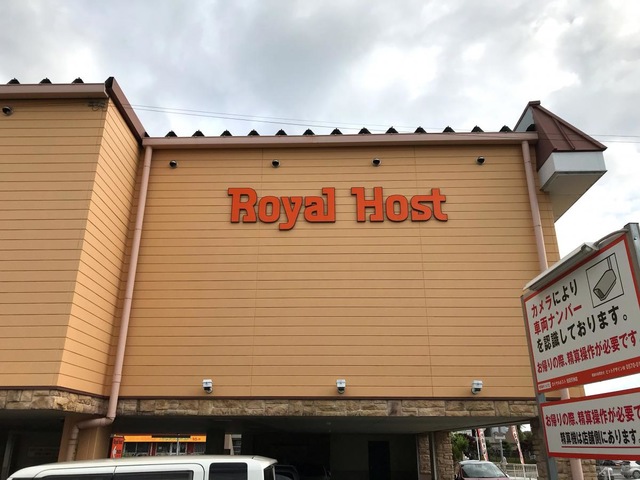 Royal Host
カメラにより
車両ナンバー
を認識しております。
お帰りの際、精算操作が必要です
お帰りの際、精算操作が必要で
精算機は店舗側にあります